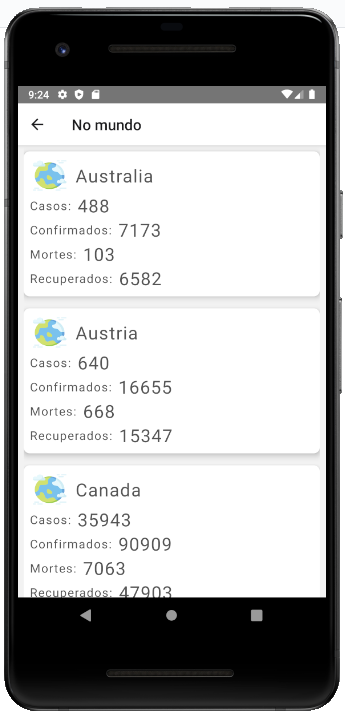 9:24
No mundo
Australia
Casos: 488
Confirmados: 7173
Mortes: 103
Recuperados: 6582
Austria
Casos: 640
Confirmados: 16655
Mortes: 668
Recuperados: 15347
Canada
Casos: 35943
Confirmados: 90909
Mortes: 7063
Recuperados: 47903